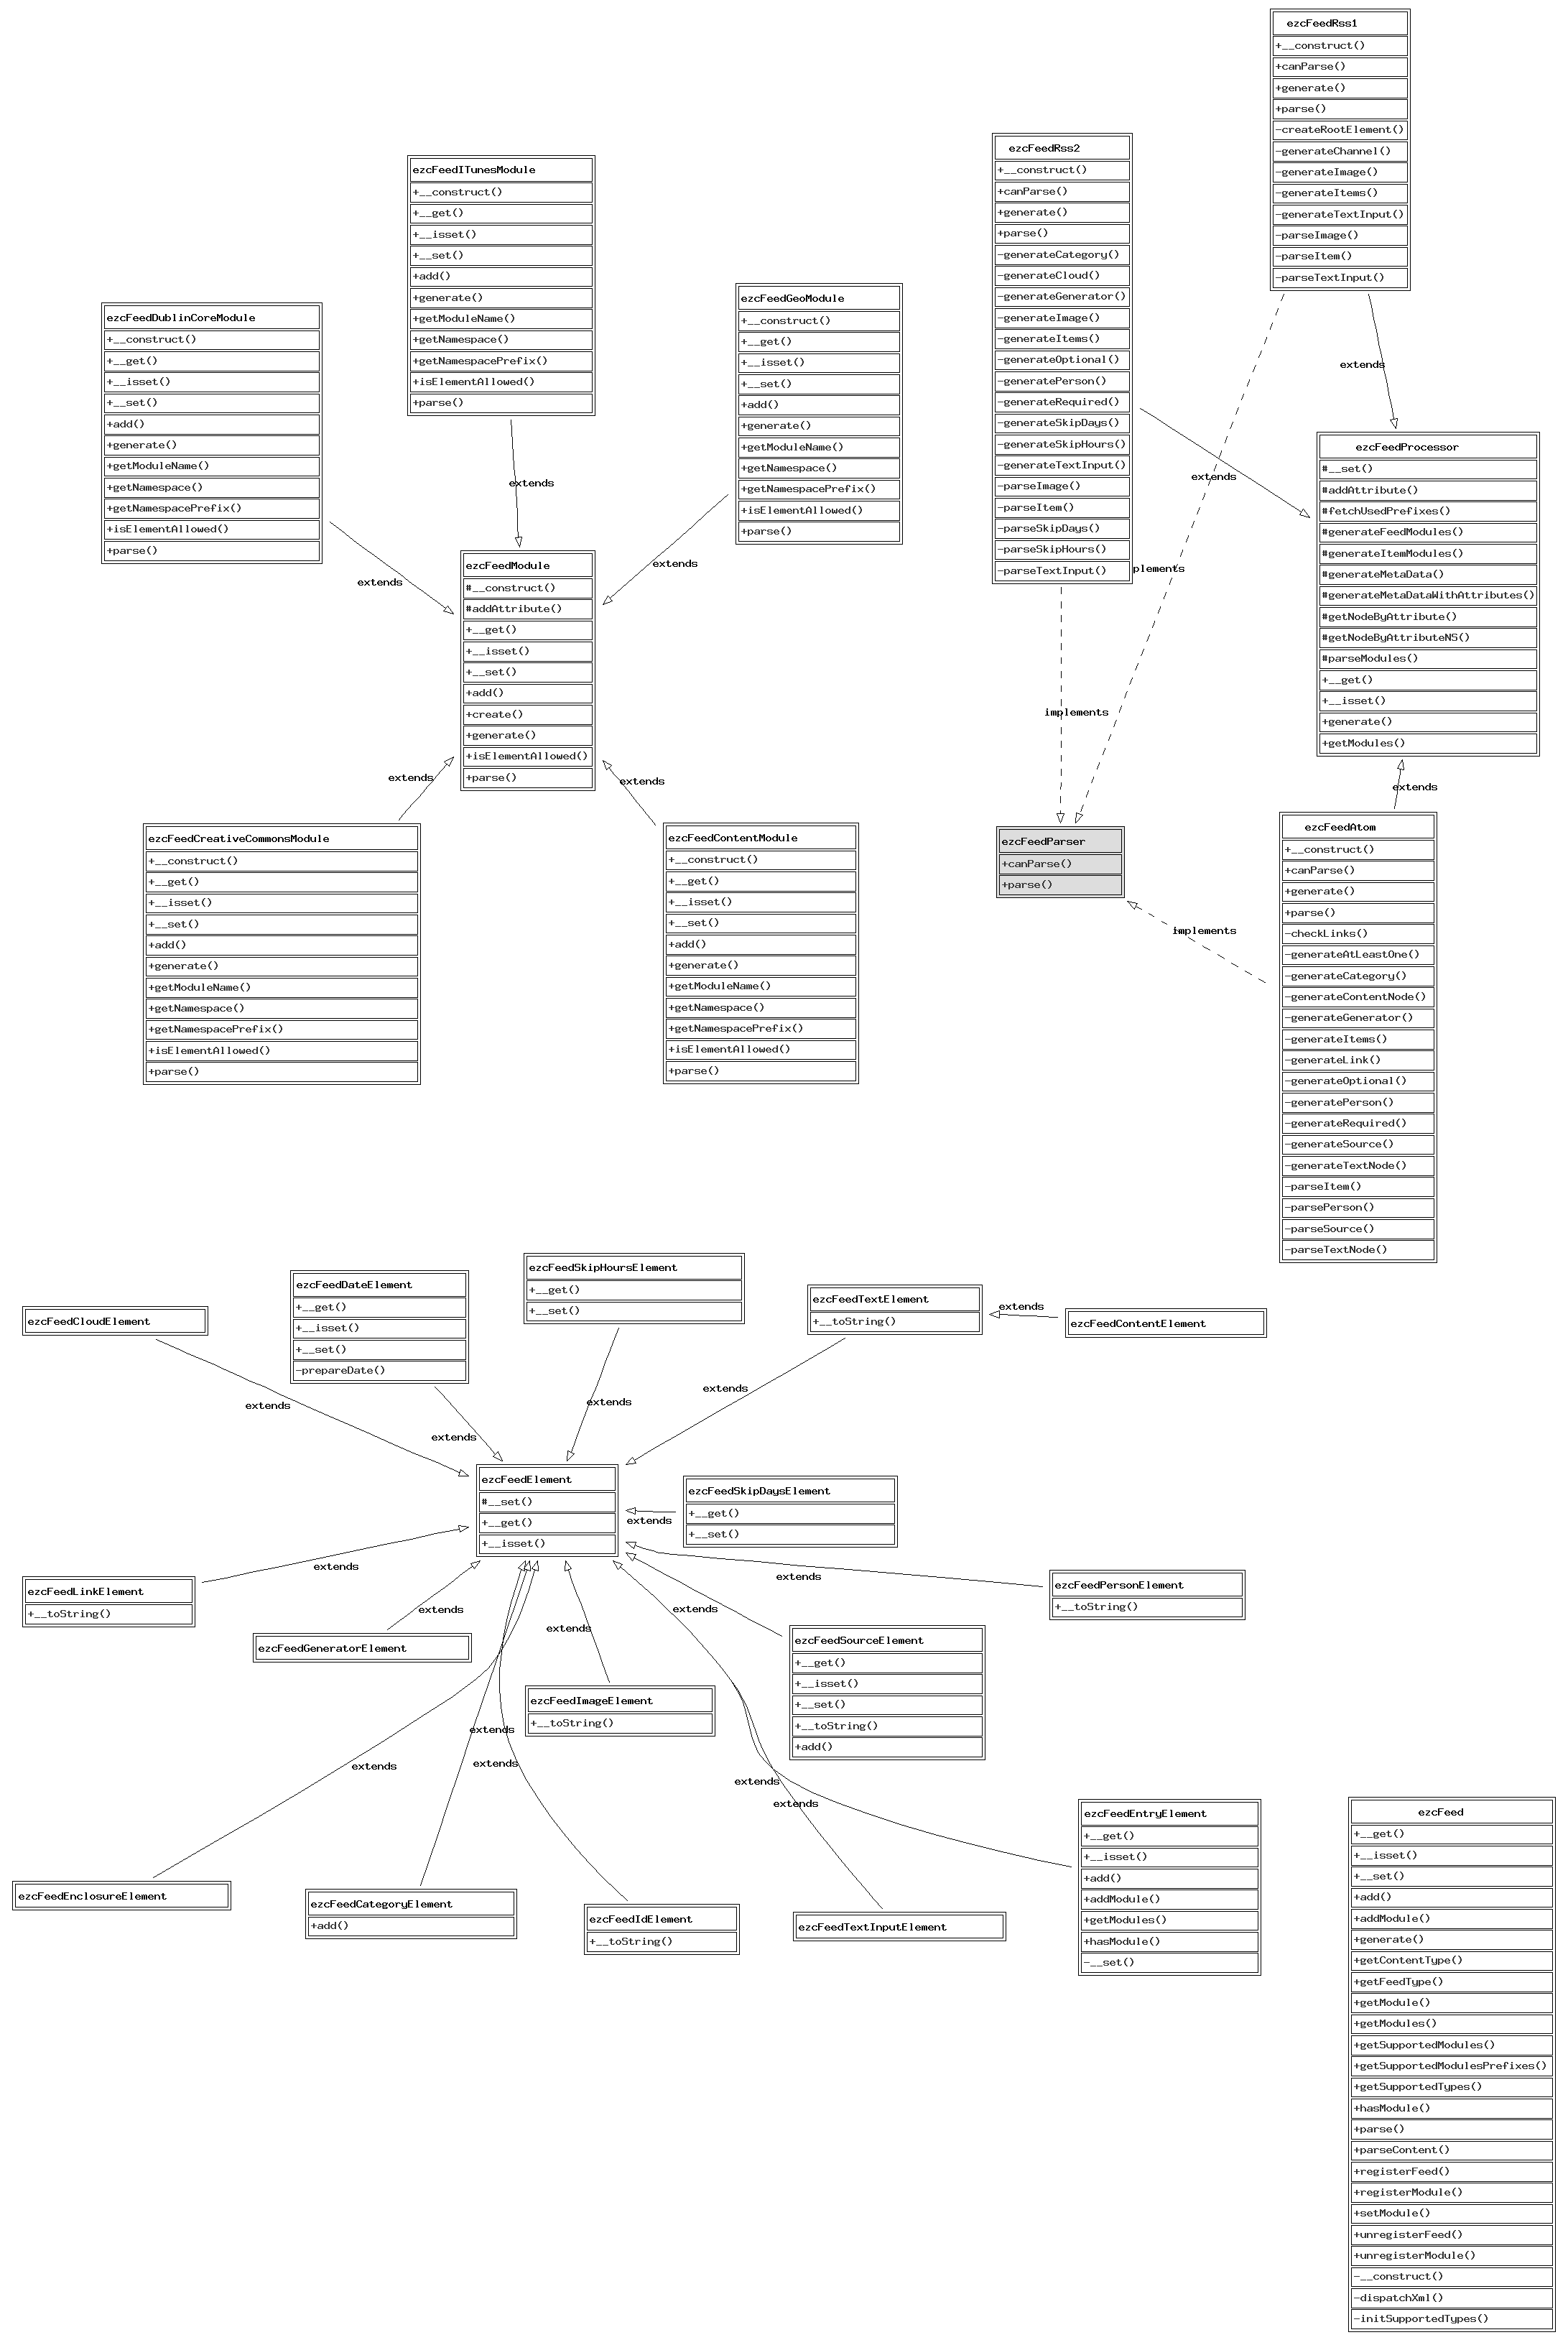 ezcFeedRss1
+__construct()
+canParse()
+generate()
+parse()
-createRootElement()
-generateChannel()
-generateImage()
-generateItems()
-generateTextInput()
-parseImage()
-parseItem()
-parseTextInput()
ezcFeedRss2
+__construct()
+canParse()
+generate()
+parse()
-generateCategory()
-generateCloud()
-generateGenerator()
-generateImage()
-generateItems()
-generateOptional()
-generatePerson()
-generateRequired()
-generateSkipDays()
-generateSkipHours()
-generateTextInput()
-parseImage()
-parseItem()
-parseSkipDays()
-parseSkipHours()
-parseTextInput()
ezcFeedITunesModule
+__construct()
+__get()
+__isset()
+__set()
+add()
+generate()
+getModuleName()
+getNamespace()
+getNamespacePrefix()
+isElementAllowed()
+parse()
ezcFeedGeoModule
+__construct()
+__get()
+__isset()
+__set()
+add()
+generate()
+getModuleName()
+getNamespace()
+getNamespacePrefix()
+isElementAllowed()
+parse()
ezcFeedDublinCoreModule
+__construct()
+__get()
+__isset()
+__set()
+add()
+generate()
+getModuleName()
+getNamespace()
+getNamespacePrefix()
+isElementAllowed()
+parse()
extends
extends
extends
extends
extends
plements
implements
ezcFeedProcessor
#__set()
#addAttribute()
#fetchUsedPrefixes()
#generateFeedModules()
#generateItemModules()
#generateMetaData()
#generateMetaDataWithAttributes()
#getNodeByAttribute()
#getNodeByAttributeNS()
#parseModules()
+__get()
+__isset()
+generate()
+getModules()
ezcFeedModule
#__construct()
#addAttribute()
+__get()
+__isset()
+__set()
+add()
+create()
+generate()
+isElementAllowed()
+parse()
extends
extends
extends
ezcFeedCreativeCommonsModule
+__construct()
+__get()
+__isset()
+__set()
+add()
+generate()
+getModuleName()
+getNamespace()
+getNamespacePrefix()
+isElementAllowed()
+parse()
ezcFeedContentModule
+__construct()
+__get()
+__isset()
+__set()
+add()
+generate()
+getModuleName()
+getNamespace()
+getNamespacePrefix()
+isElementAllowed()
+parse()
ezcFeedParser
+canParse()
+parse()
implements
ezcFeedAtom
+__construct()
+canParse()
+generate()
+parse()
-checkLinks()
-generateAtLeastOne()
-generateCategory()
-generateContentNode()
-generateGenerator()
-generateItems()
-generateLink()
-generateOptional()
-generatePerson()
-generateRequired()
-generateSource()
-generateTextNode()
-parseItem()
-parsePerson()
-parseSource()
-parseTextNode()
ezcFeedCloudElement
ezcFeedDateElement
+__get()
+__isset()
+__set()
-prepareDate()
ezcFeedSkipHoursElement
+__get()
+__set()
ezcFeedTextElement
+__toString()
extends
ezcFeedContentElement
extends
extends
extends
extends
ezcFeedElement
#__set()
+__get()
+__isset()
ezcFeedSkipDaysElement
+__get()
+__set()
extends
extends
extends
extends
extends
extends
ezcFeedLinkElement
+__toString()
ezcFeedGeneratorElement
ezcFeedPersonElement
+__toString()
ezcFeedSourceElement
+__get()
+__isset()
+__set()
+__toString()
+add()
ezcFeedImageElement
+__toString()
extends
extends
extends
extends
extends
ezcFeedEnclosureElement
ezcFeedCategoryElement
+add()
ezcFeedIdElement
+__toString()
ezcFeedTextInputElement
ezcFeedEntryElement
+__get()
+__isset()
+add()
+addModule()
+getModules()
+hasModule()
-__set()
ezcFeed
+__get()
+__isset()
+__set()
+add()
+addModule()
+generate()
+getContentType()
+getFeedType()
+getModule()
+getModules()
+getSupportedModules()
+getSupportedModulesPrefixes()
+getSupportedTypes()
+hasModule()
+parse()
+parseContent()
+registerFeed()
+registerModule()
+setModule()
+unregisterFeed()
+unregisterModule()
-__construct()
-dispatchXml()
-initSupportedTypes()